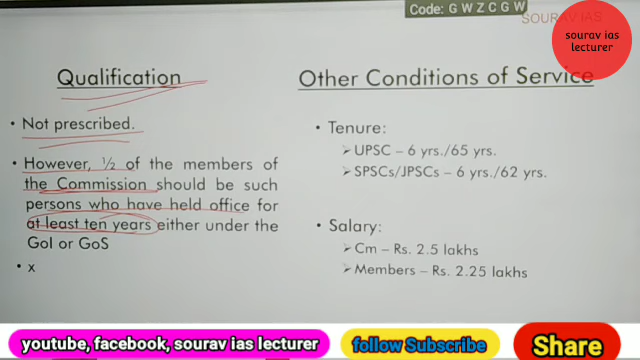 Code: G W Z C G W
SOURAV IAS
sourav ias
lecturer
Qualification
• Not prescribed.
• However, ½ of the members of
the Commission should be such
persons who have held office for
at least ten years either under the
GoI or GoS
• x
Other Conditions of Service
• Tenure:
➢ UPSC – 6 yrs./65 yrs.
➢ SPSCs/JPSCs – 6 yrs./62 yrs.
• Salary:
➢ Cm – Rs. 2.5 lakhs
➢ Members – Rs. 2.25 lakhs
youtube, facebook, sourav ias lecturer
follow Subscribe
Share